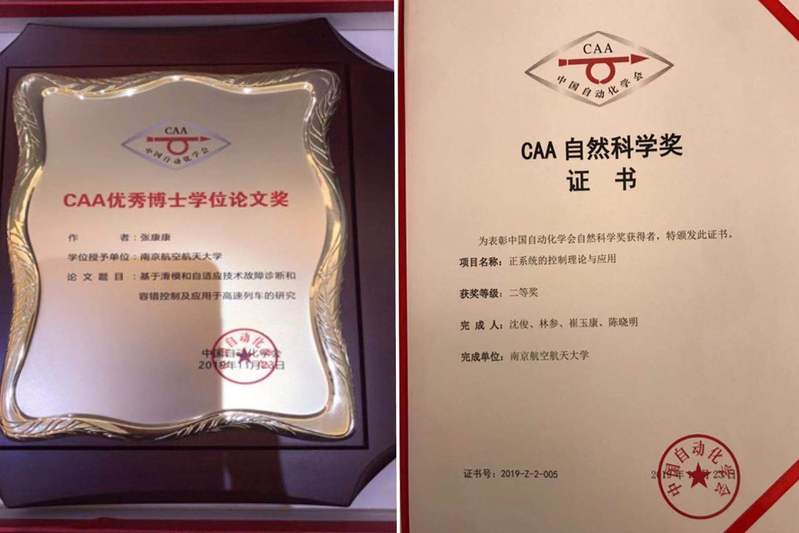 CAA
中国自动化学会
CAA优秀博士学位论文奖
作 者：张康康
学位授予单位：南京航空航天大学
论文题目：基于滑模和自适应技术故障诊断和
容错控制及应用于高速列车的研究
中国自动化学会
2019年11月23日
CAA
中国自动化学会
CAA 自然科学奖
证 书
为表彰中国自动化学会自然科学奖获得者，特颁发此证书。
项目名称：正系统的控制理论与应用
获奖等级：二等奖
完 成 人：沈俊、林参、崔玉康、陈晓明
完成单位：南京航空航天大学
中国自动化学会
证书号：2019-Z-2-005
2019年